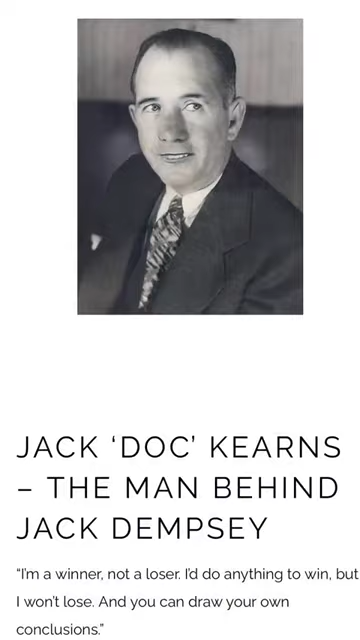 JACK ‘DOC’ KEARNS
– THE MAN BEHIND
JACK DEMPSEY
“I’m a winner, not a loser. I’d do anything to win, but
I won’t lose. And you can draw your own
conclusions.”